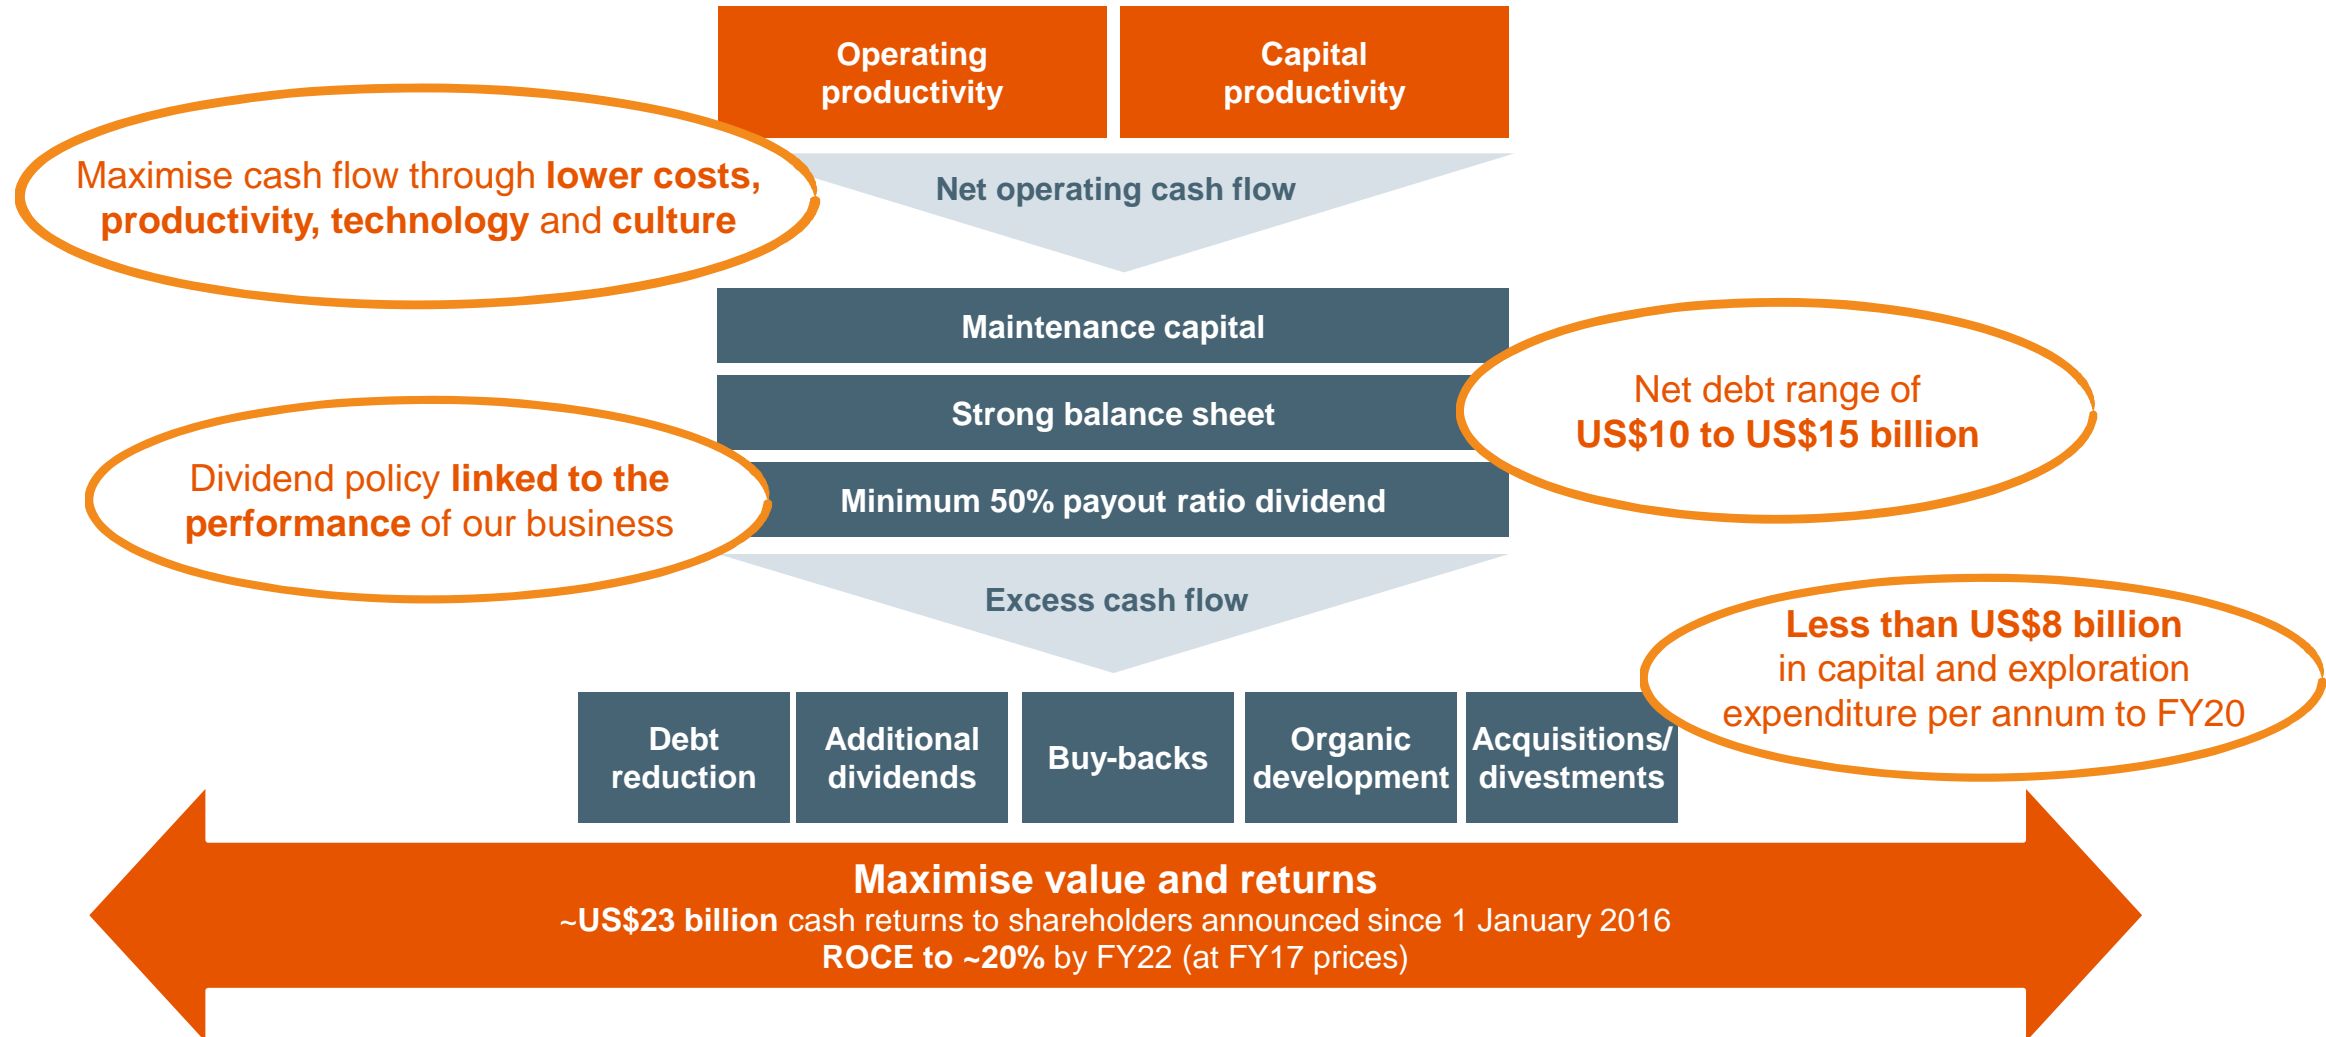 Operating
productivity
Capital
productivity
Maximise cash flow through lower costs,
productivity, technology and culture
Net operating cash flow
Maintenance capital
Strong balance sheet
Minimum 50% payout ratio dividend
Net debt range of
US$10 to US$15 billion
Dividend policy linked to the
performance of our business
Excess cash flow
Less than US$8 billion
in capital and exploration
expenditure per annum to FY20
Debt
reduction
Additional
dividends
Buy-backs
Organic
development
Acquisitions/
divestments
Maximise value and returns
~US$23 billion cash returns to shareholders announced since 1 January 2016
ROCE to ~20% by FY22 (at FY17 prices)